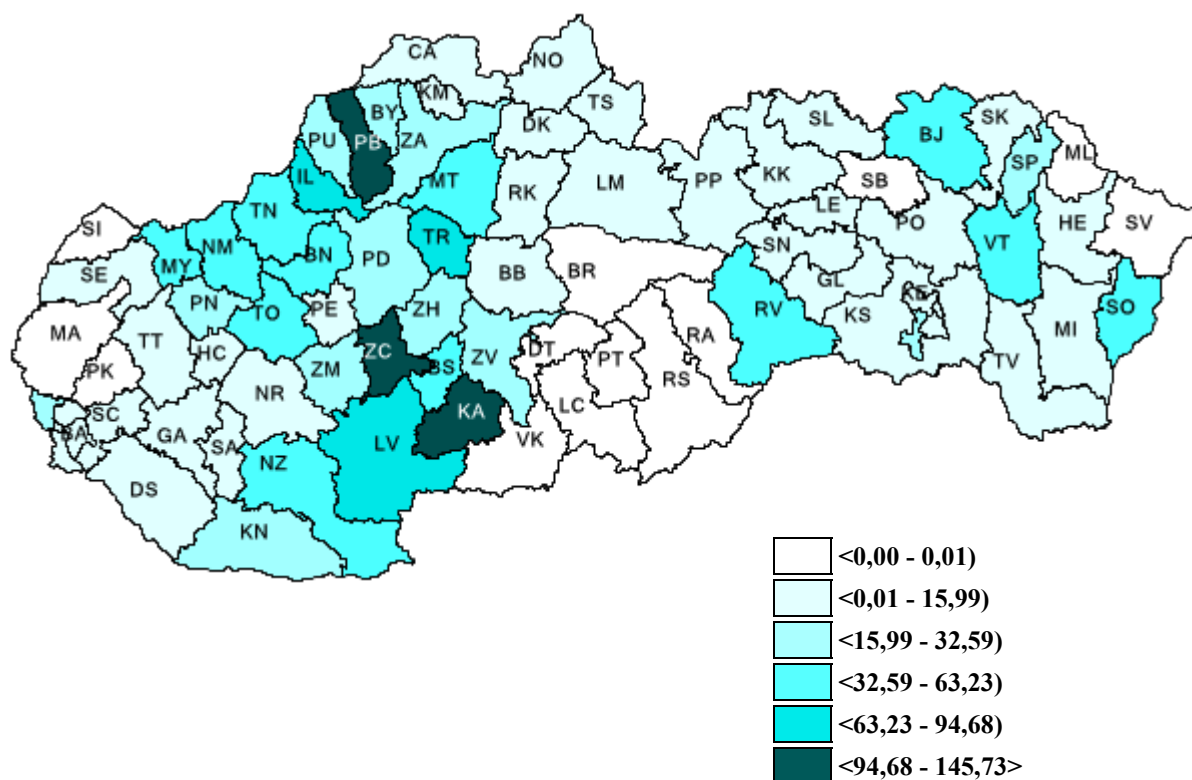 CA
NO
KM
TS
BY
PU
PB
ZA
DK
SL
BJ
SK
SP
ML
IL
MT
RK
LM
PP
KK
SB
LE
TN
SI
NM
TR
PO
HE
SV
VT
SE
MY
BN
PD
BB
BR
SN
GL
PN
TO
PE
ZH
RV
KS
SO
MA
TT
HC
ZC
DT
RA
MI
PK
ZM
BS
ZV
PT
TV
NR
RS
SC
KA
LC
BA
GA
SA
LV
VK
NZ
DS
KN
<0,00 - 0,01)
<0,01 - 15,99)
<15,99 - 32,59)
<32,59 - 63,23)
<63,23 - 94,68)
<94,68 - 145,73>